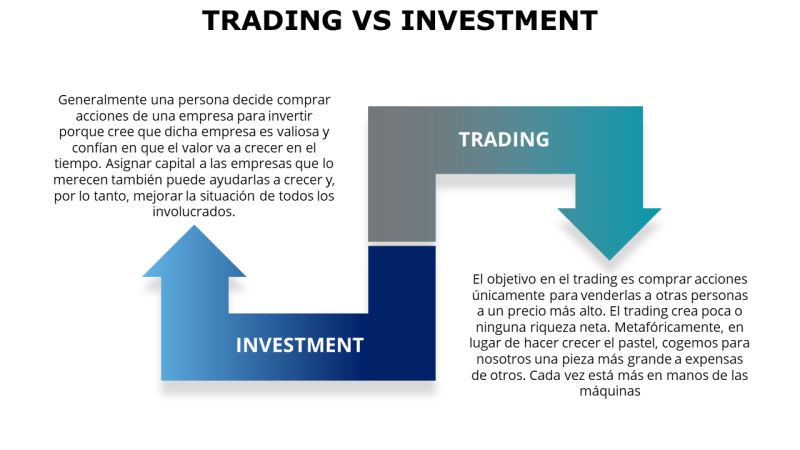 TRADING VS INVESTMENT
Generalmente una persona decide comprar
acciones de una empresa para invertir
porque cree que dicha empresa es valiosa y
confían en que el valor va a crecer en el
tiempo. Asignar capital a las empresas que lo
merecen también puede ayudarlas a crecer y,
por lo tanto, mejorar la situación de todos los
involucrados.
TRADING
INVESTMENT
El objetivo en el trading es comprar acciones
únicamente para venderlas a otras personas
a un precio más alto. El trading crea poca o
ninguna riqueza neta. Metafóricamente, en
lugar de hacer crecer el pastel, cogemos para
nosotros una pieza más grande a expensas
de otros. Cada vez está más en manos de las
máquinas